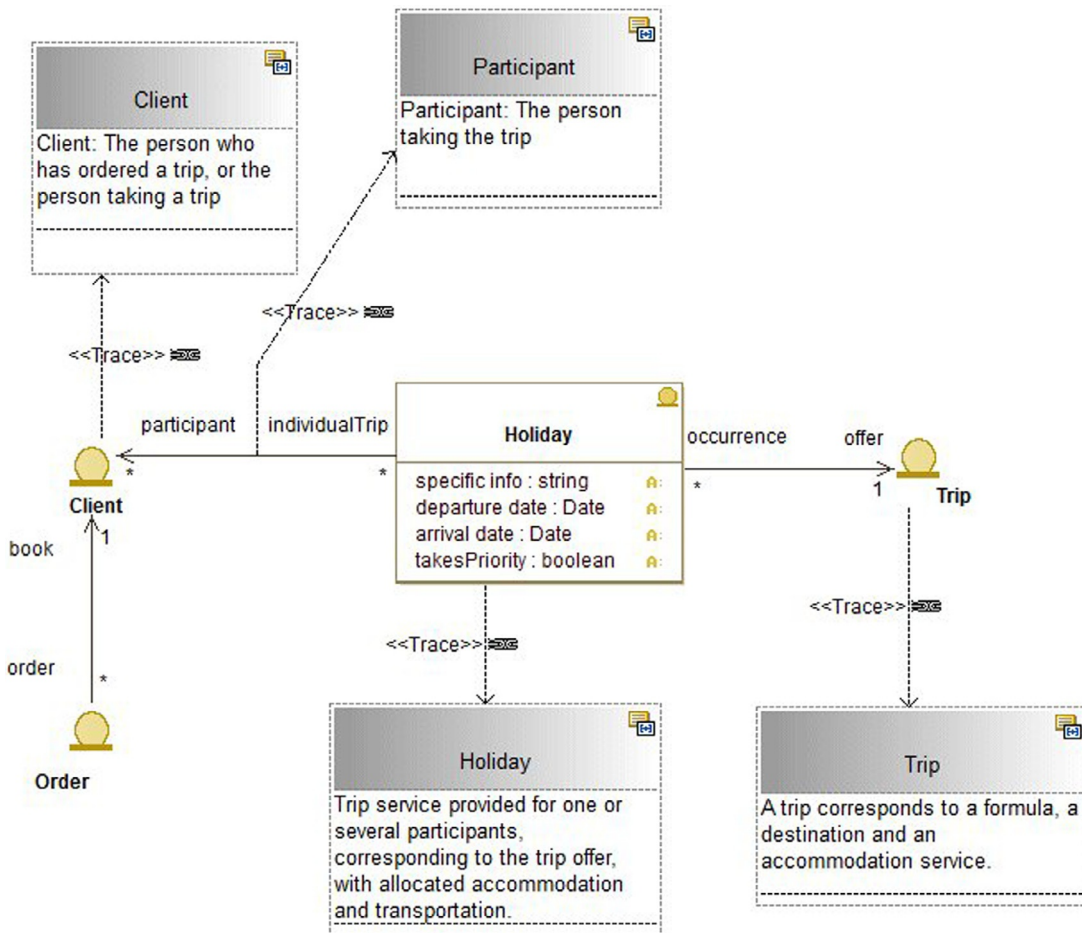 Client
Client: The person who
has ordered a trip, or the
person taking a trip
Participant
Participant: The person
taking the trip
<<Trace>>
<<Trace>>
participant
individualTrip
*
*
Client
1
book
order
*
Order
Holiday
specific info : string A:
departure date : Date A:
arrival date : Date A:
takesPriority : boolean A:
occurrence
offer
*
1
Trip
<<Trace>>
<<Trace>>
Holiday
Trip service provided for one or
several participants,
corresponding to the trip offer,
with allocated accommodation
and transportation.
Trip
A trip corresponds to a formula, a
destination and an
accommodation service.